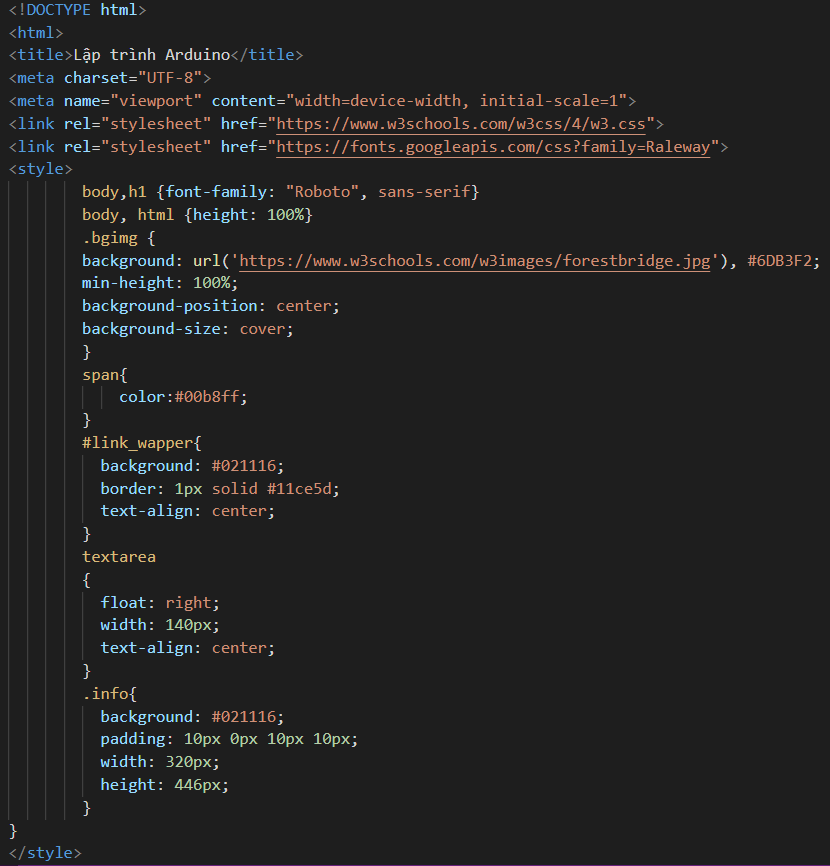 <!DOCTYPE html>
<html>
<title>Lập trình Arduino</title>
<meta charset="UTF-8">
<meta name="viewport" content="width=device-width, initial-scale=1">
<link rel="stylesheet" href="https://www.w3schools.com/w3css/4/w3.css">
<link rel="stylesheet" href="https://fonts.googleapis.com/css?family=Raleway">
<style>
body,h1 {font-family: "Roboto", sans-serif}
body, html {height: 100%}
.bgimg {
background: url('https://www.w3schools.com/w3images/forestbridge.jpg'), #6DB3F2;
min-height: 100%;
background-position: center;
background-size: cover;
}
span{
color:#00b8ff;
}
#link_wapper{
background: #021116;
border: 1px solid #11ce5d;
text-align: center;
}
textarea
{
float: right;
width: 140px;
text-align: center;
}
.info{
background: #021116;
padding: 10px 0px 10px 10px;
width: 320px;
height: 446px;
}
}
</style>